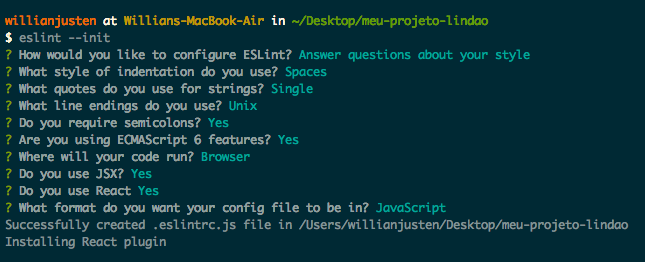 willianjusten at Willians-MacBook-Air in ~/Desktop/meu-projeto-lindao
$ eslint --init
? How would you like to configure ESLint? Answer questions about your style
? What style of indentation do you use? Spaces
? What quotes do you use for strings? Single
? What line endings do you use? Unix
? Do you require semicolons? Yes
? Are you using ECMAScript 6 features? Yes
? Where will your code run? Browser
? Do you use JSX? Yes
? Do you use React Yes
? What format do you want your config file to be in? JavaScript
Successfully created .eslintrc.js file in /Users/willianjusten/Desktop/meu-projeto-lindao
Installing React plugin